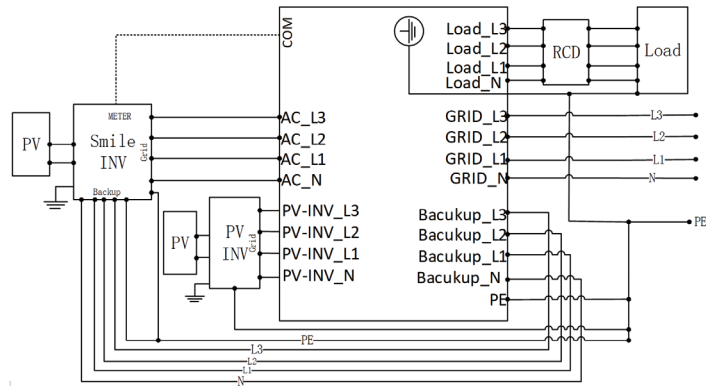 COM
Load_L3
Load_L2
Load_L1
Load_N
RCD
Load
METER
Smile
INV
Grid
Backup
PV
AC_L3
AC_L2
AC_L1
AC_N
GRID_L3
GRID_L2
GRID_L1
GRID_N
L3
L2
L1
N
PE
PV
PV
INV
Grid
PV-INV_L3
PV-INV_L2
PV-INV_L1
PV-INV_N
Bacukup_L3
Bacukup_L2
Bacukup_L1
Bacukup_N
PE
PE
L3
L2
L1
N